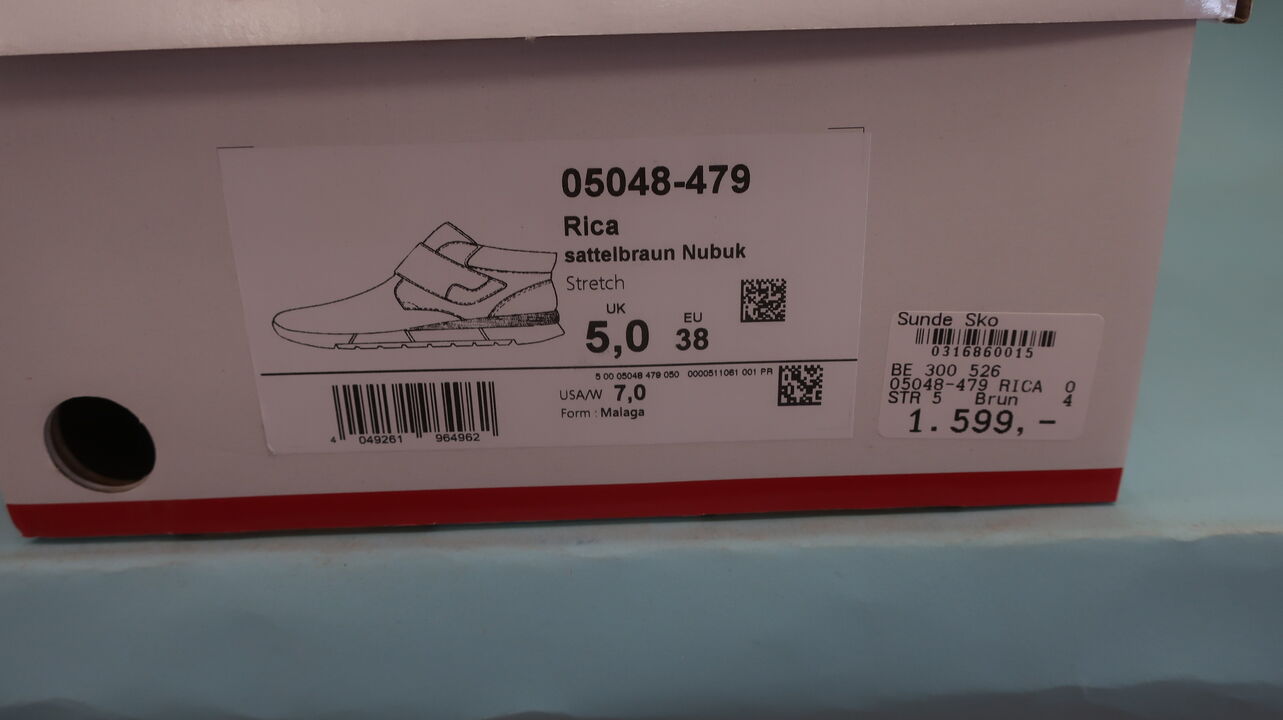 05048-479
Rica
sattelbraun Nubuk
Stretch
UK
5,0
EU
38
5 00 05048 479 050 0000511061 001 PR
USA/W 7,0
Form : Malaga
4 049261 964962
Sunde Sko
0316860015
BE 300 526
05048-479 RICA 0
STR 5 Brun 4
1.599,-